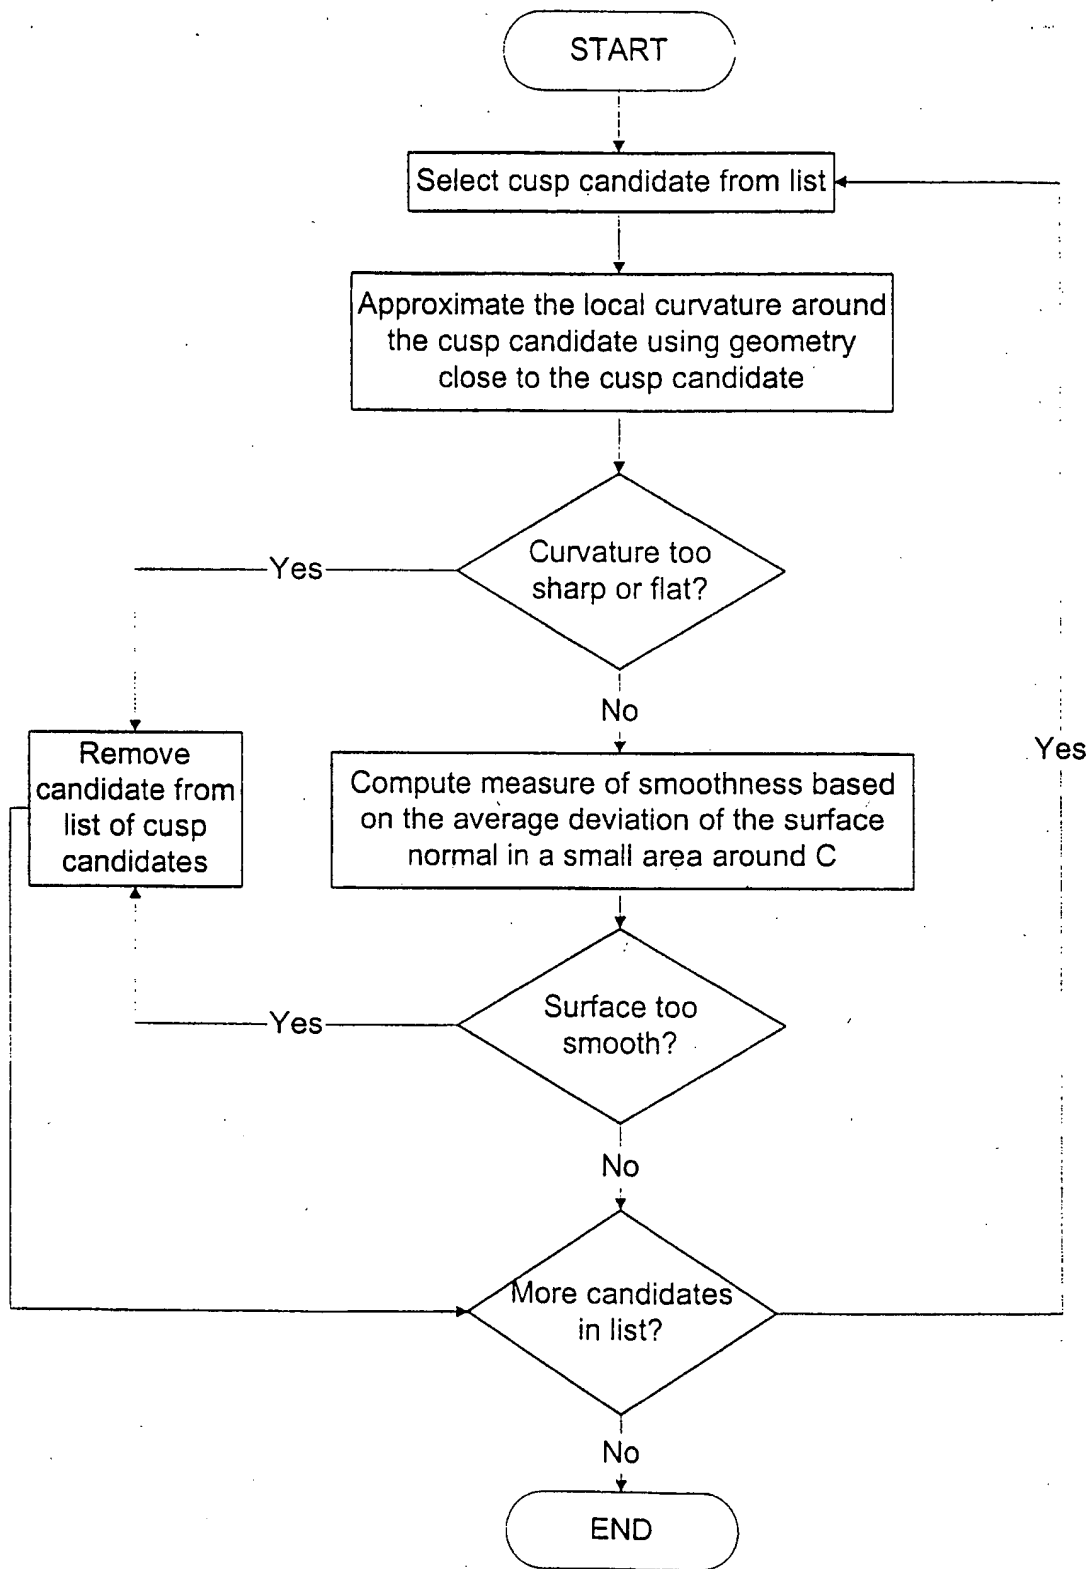 START
Select cusp candidate from list
Approximate the local curvature around
the cusp candidate using geometry
close to the cusp candidate
Curvature too
sharp or flat?
Yes
No
Remove
candidate from
list of cusp
candidates
Compute measure of smoothness based
on the average deviation of the surface
normal in a small area around C
Yes
Surface too
smooth?
Yes
No
More candidates
in list?
No
END